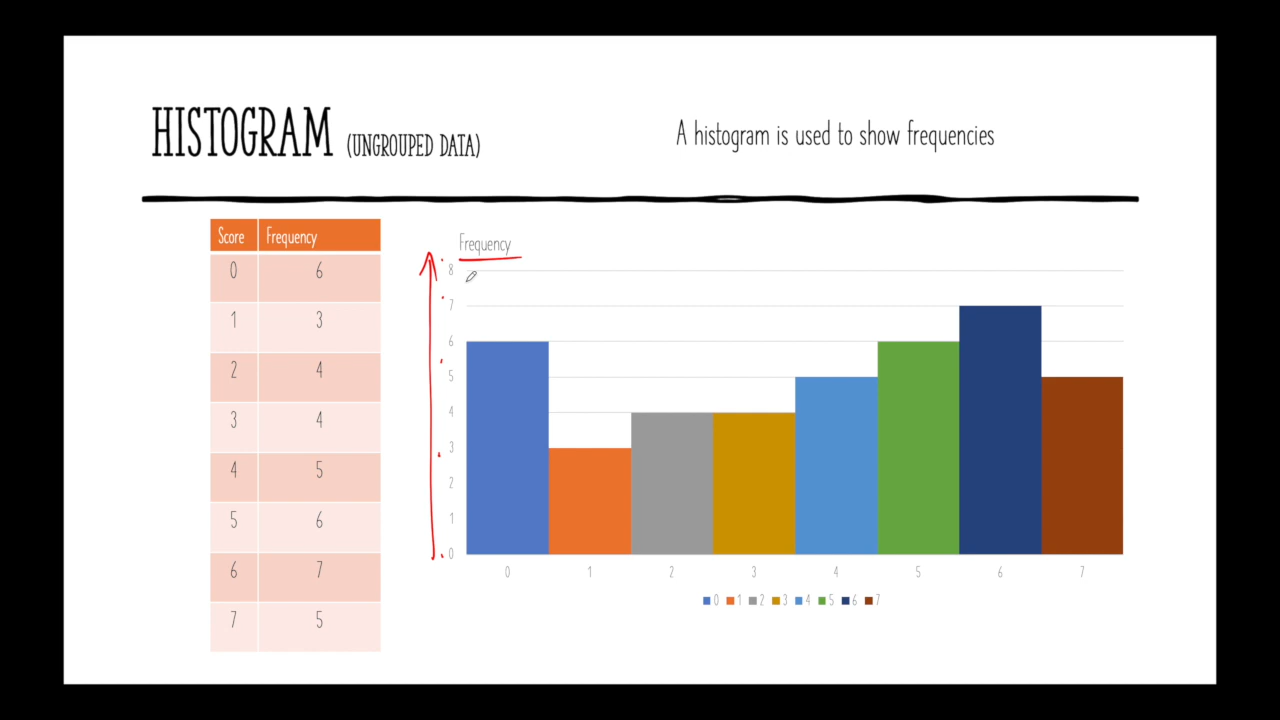 HISTOGRAM (UNGROUPED DATA)
A histogram is used to show frequencies
Score Frequency
0 6
1 3
2 4
3 4
4 5
5 6
6 7
7 5
Frequency
8
7
6
5
4
3
2
1
0
0 1 2 3 4 5 6 7
0 1 2 3 4 5 6 7